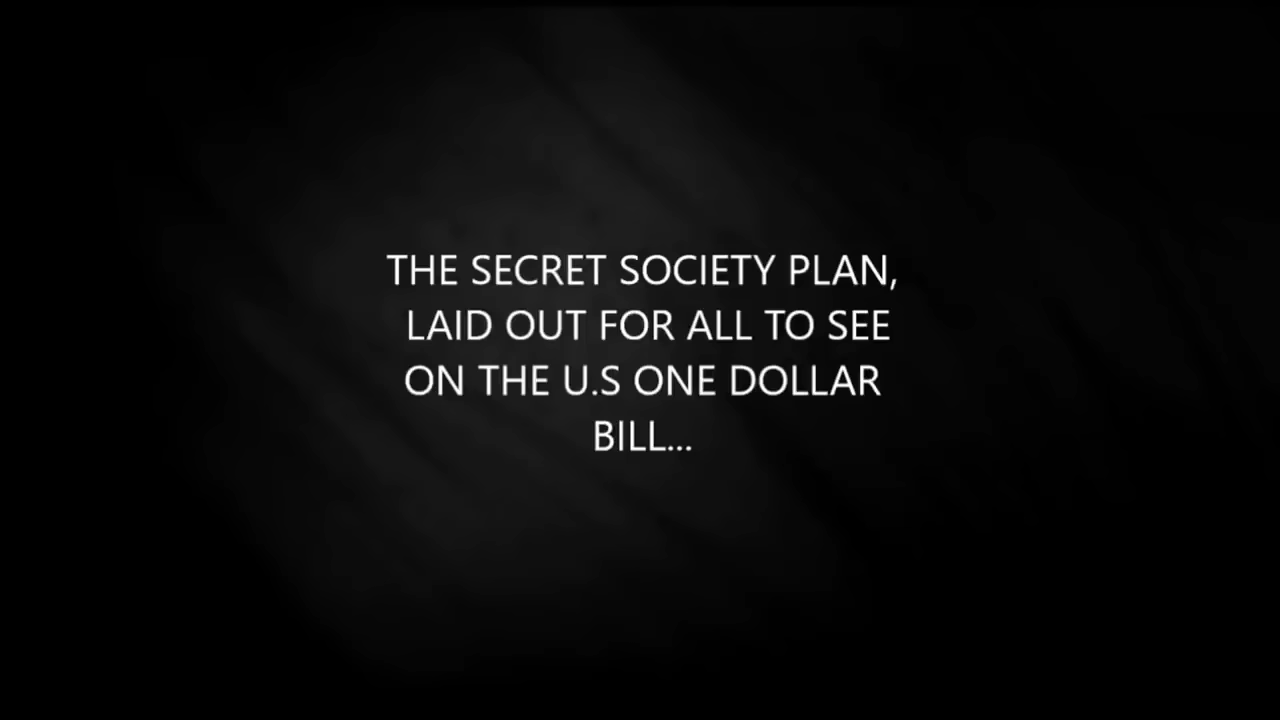 THE SECRET SOCIETY PLAN,
LAID OUT FOR ALL TO SEE
ON THE U.S ONE DOLLAR
BILL...